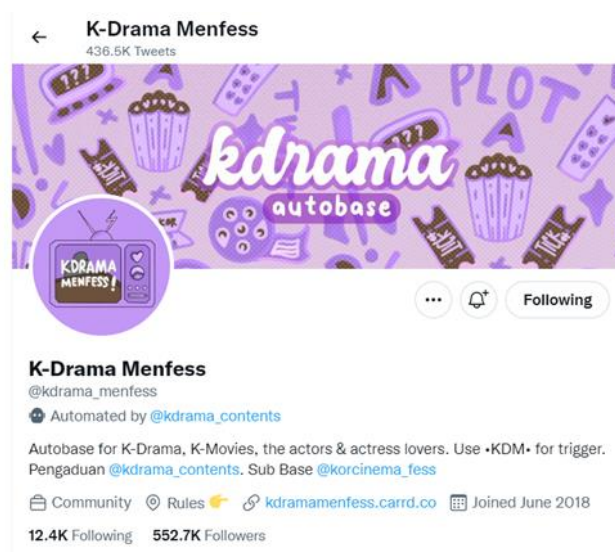 K-Drama Menfess
436.5K Tweets
???
PLOT
kdrama
???
autobase
KDRAMA
MENFESS!
Following
K-Drama Menfess
@kdrama_menfess
Automated by @kdrama_contents
Autobase for K-Drama, K-Movies, the actors & actress lovers. Use •KDM• for trigger.
Pengaduan @kdrama_contents. Sub Base @korcinema_fess
Community Rules 👉 kdramamenfess.carrd.co Joined June 2018
12.4K Following 552.7K Followers